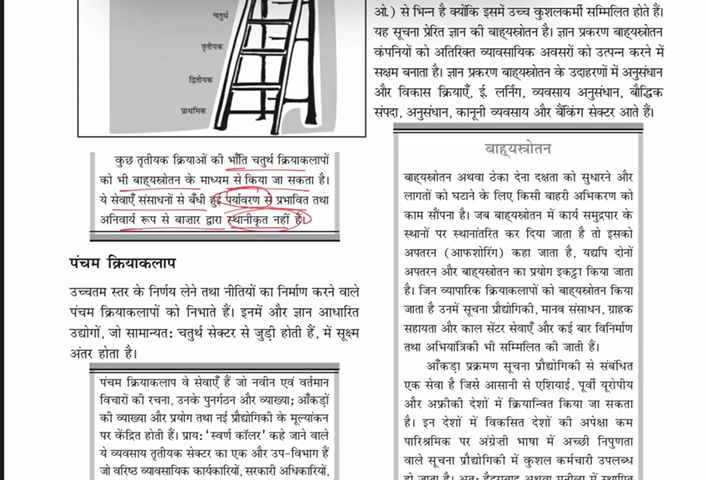 चतुर्थ
तृतीयक
द्वितीयक
प्राथमिक
कुछ तृतीयक क्रियाओं की भाँति चतुर्थ क्रियाकलापों
को भी बाह्यस्रोतन के माध्यम से किया जा सकता है।
ये सेवाएँ संसाधनों से बँधी हुई पर्यावरण से प्रभावित तथा
अनिवार्य रूप से बाजार द्वारा स्थानीकृत नहीं हैं।
पंचम क्रियाकलाप
उच्चतम स्तर के निर्णय लेने तथा नीतियों का निर्माण करने वाले
पंचम क्रियाकलापों को निभाते हैं। इनमें और ज्ञान आधारित
उद्योगों, जो सामान्यत: चतुर्थ सेक्टर से जुड़ी होती हैं, में सूक्ष्म
अंतर होता है।
पंचम क्रियाकलाप वे सेवाएँ हैं जो नवीन एवं वर्तमान
विचारों की रचना, उनके पुनर्गठन और व्याख्या; आँकड़ों
की व्याख्या और प्रयोग तथा नई प्रौद्योगिकी के मूल्यांकन
पर केंद्रित होती हैं। प्राय: ‘स्वर्ण कॉलर’ कहे जाने वाले
ये व्यवसाय तृतीयक सेक्टर का एक और उप-विभाग हैं
जो वरिष्ठ व्यावसायिक कार्यकारियों, सरकारी अधिकारियों,
ओ.) से भिन्न है क्योंकि इसमें उच्च कुशलकर्मी सम्मिलित होते हैं।
यह सूचना प्रेरित ज्ञान की बाह्यस्रोतन है। ज्ञान प्रकरण बाह्यस्रोतन
कंपनियों को अतिरिक्त व्यावसायिक अवसरों को उत्पन्न करने में
सक्षम बनाता है। ज्ञान प्रकरण बाह्यस्रोतन के उदाहरणों में अनुसंधान
और विकास क्रियाएँ, ई. लर्निंग, व्यवसाय अनुसंधान, बौद्धिक
संपदा, अनुसंधान, कानूनी व्यवसाय और बैंकिंग सेक्टर आते हैं।
बाह्यस्रोतन
बाह्यस्रोतन अथवा ठेका देना दक्षता को सुधारने और
लागतों को घटाने के लिए किसी बाहरी अभिकरण को
काम सौंपना है। जब बाह्यस्रोतन में कार्य समुद्रपार के
स्थानों पर स्थानांतरित कर दिया जाता है तो इसको
अपतरन (आफशोरिंग) कहा जाता है, यद्यपि दोनों
अपतरन और बाह्यस्रोतन का प्रयोग इकट्ठा किया जाता
है। जिन व्यापारिक क्रियाकलापों को बाह्यस्रोतन किया
जाता है उनमें सूचना प्रौद्योगिकी, मानव संसाधन, ग्राहक
सहायता और काल सेंटर सेवाएँ और कई बार विनिर्माण
तथा अभियांत्रिकी भी सम्मिलित की जाती हैं।
आँकड़ा प्रक्रमण सूचना प्रौद्योगिकी से संबंधित
एक सेवा है जिसे आसानी से एशियाई, पूर्वी यूरोपीय
और अफ्रीकी देशों में क्रियान्वित किया जा सकता
है। इन देशों में विकसित देशों की अपेक्षा कम
पारिश्रमिक पर अंग्रेजी भाषा में अच्छी निपुणता
वाले सूचना प्रौद्योगिकी में कुशल कर्मचारी उपलब्ध
हो जाता है। अत: हैदराबाद अथवा मनीला में स्थापित